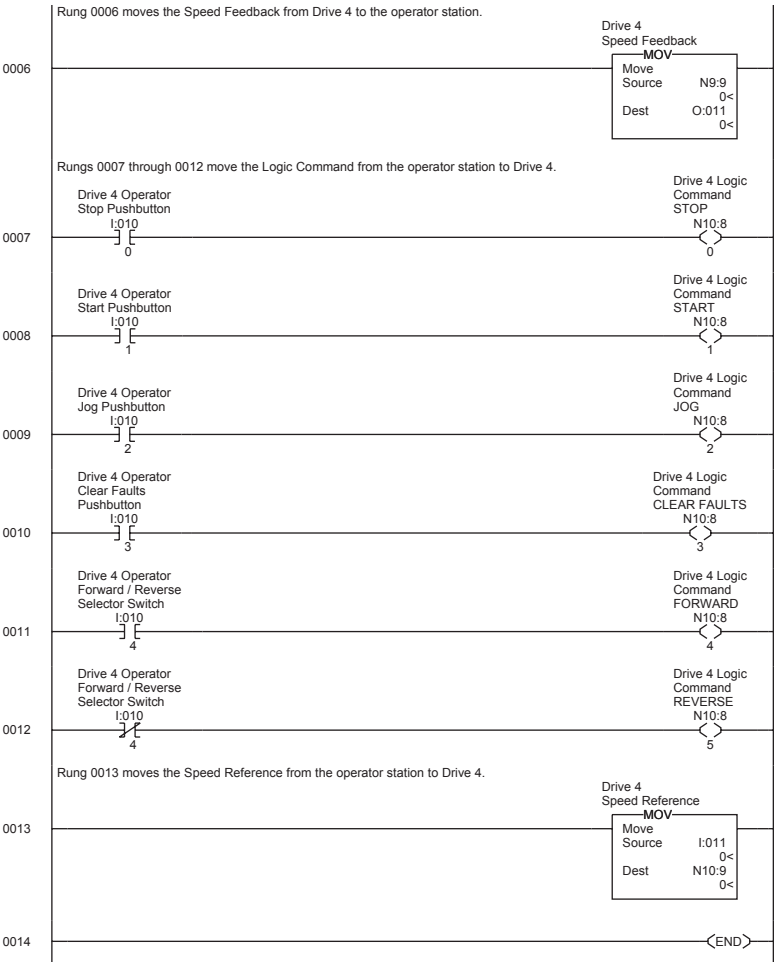 Rung 0006 moves the Speed Feedback from Drive 4 to the operator station.
Drive 4
Speed Feedback
MOV
0006
Move
Source N9:9
0<
Dest O:011
0<
Rungs 0007 through 0012 move the Logic Command from the operator station to Drive 4.
Drive 4 Operator
Stop Pushbutton
I:010
0
Drive 4 Logic
Command
STOP
N10:8
0
0007
Drive 4 Operator
Start Pushbutton
I:010
1
Drive 4 Logic
Command
START
N10:8
1
0008
Drive 4 Operator
Jog Pushbutton
I:010
2
Drive 4 Logic
Command
JOG
N10:8
2
0009
Drive 4 Operator
Clear Faults
Pushbutton
I:010
3
Drive 4 Logic
Command
CLEAR FAULTS
N10:8
3
0010
Drive 4 Operator
Forward / Reverse
Selector Switch
I:010
4
Drive 4 Logic
Command
FORWARD
N10:8
4
0011
Drive 4 Operator
Forward / Reverse
Selector Switch
I:010
4
Drive 4 Logic
Command
REVERSE
N10:8
5
0012
Rung 0013 moves the Speed Reference from the operator station to Drive 4.
Drive 4
Speed Reference
MOV
0013
Move
Source I:011
0<
Dest N10:9
0<
0014
END